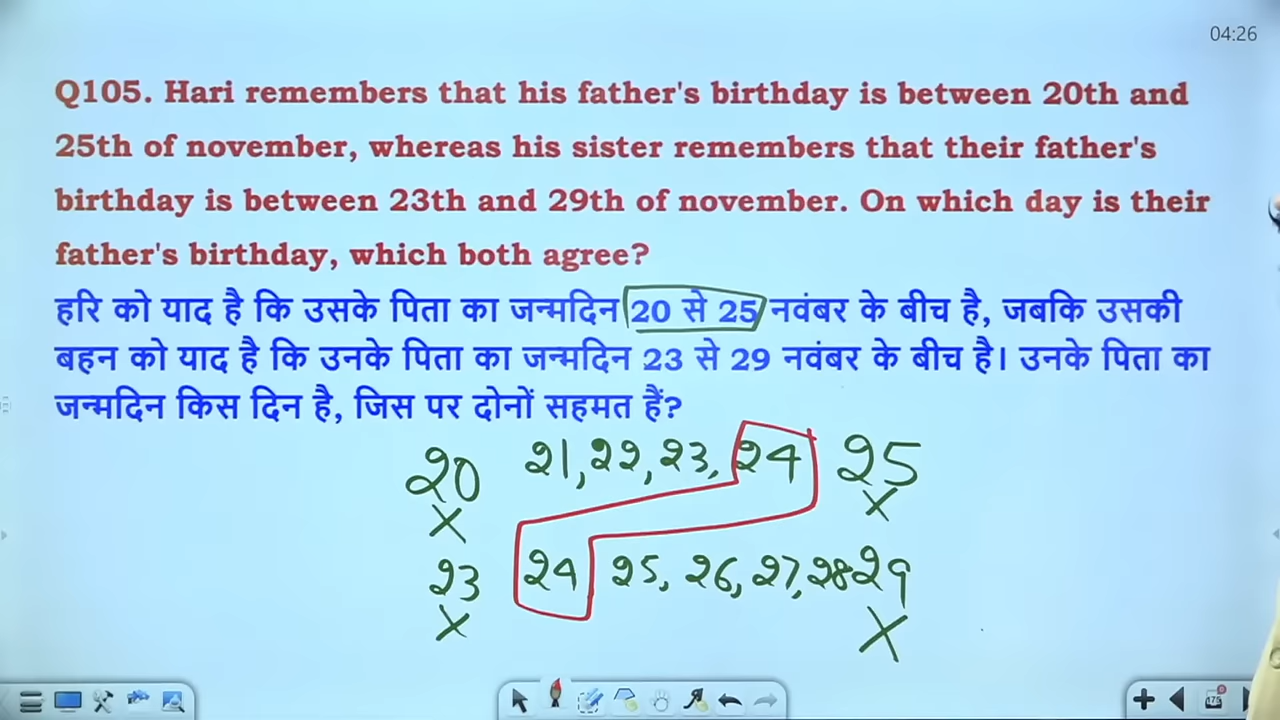 04:26
Q105. Hari remembers that his father's birthday is between 20th and
25th of november, whereas his sister remembers that their father's
birthday is between 23th and 29th of november. On which day is their
father's birthday, which both agree?
हरि को याद है कि उसके पिता का जन्मदिन 20 से 25 नवंबर के बीच है, जबकि उसकी
बहन को याद है कि उनके पिता का जन्मदिन 23 से 29 नवंबर के बीच है। उनके पिता का
जन्मदिन किस दिन है, जिस पर दोनों सहमत हैं?
20 21, 22, 23, 24 25
X X
23 24 25, 26, 27, 28 29
X X